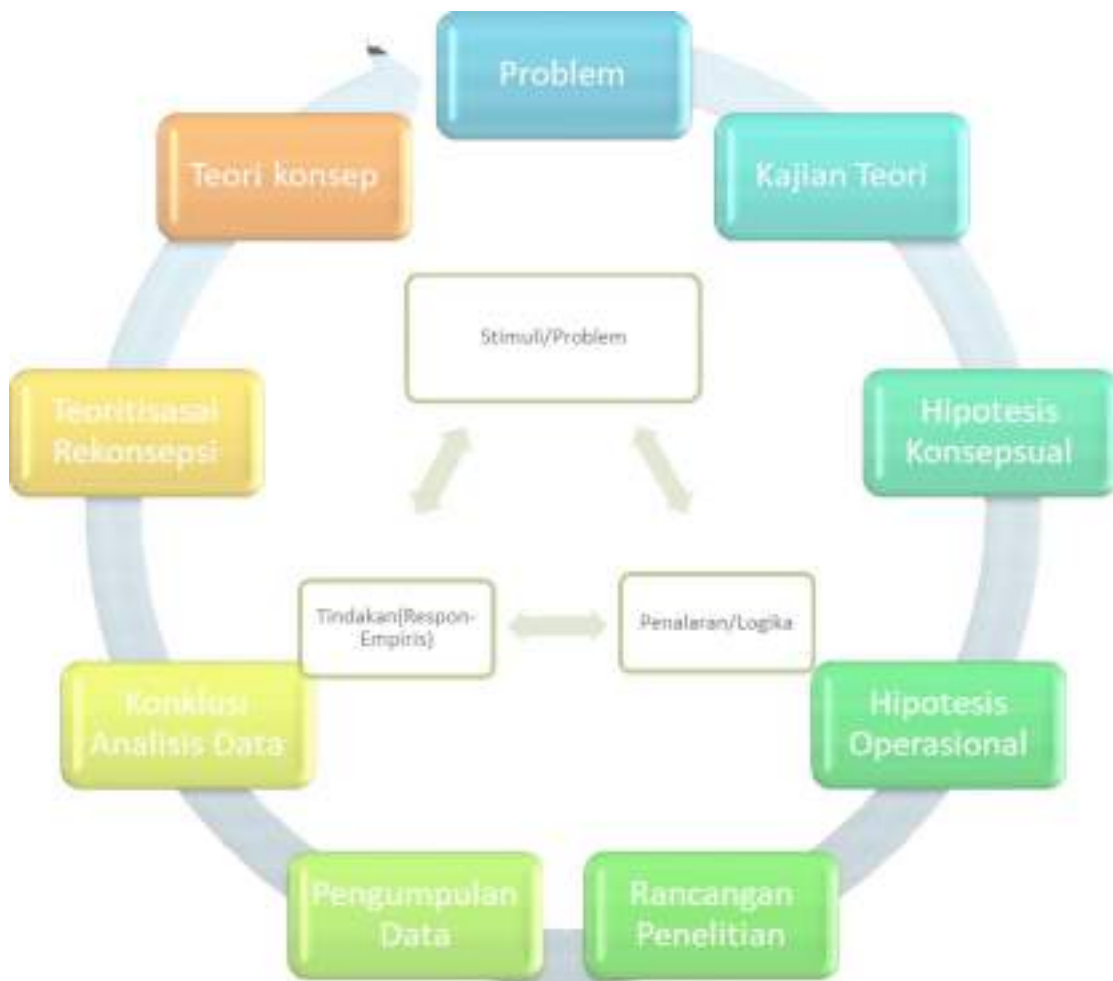 Problem
Kajian Teori
Hipotesis
Konsepsual
Hipotesis
Operasional
Rancangan
Penelitian
Pengumpulan
Data
Konklusi
Analisis Data
Teoritisasai
Rekonsepsi
Teori konsep
Stimuli/Problem
Penalaran/Logika
Tindakan(Respon-
Empiris)